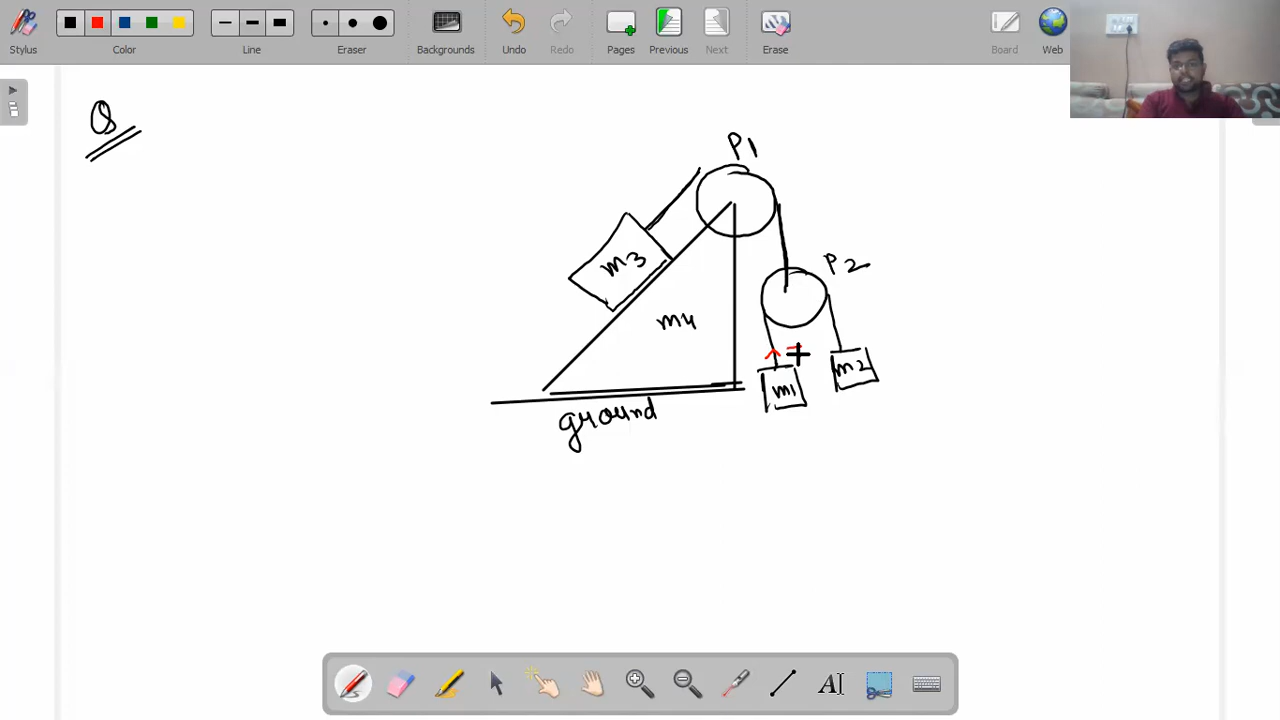 Stylus
Color
Line
Eraser
Backgrounds
Undo
Redo
Pages
Previous
Next
Erase
Board
Web
Q
P1
P2
m3
m4
m1
m2
ground